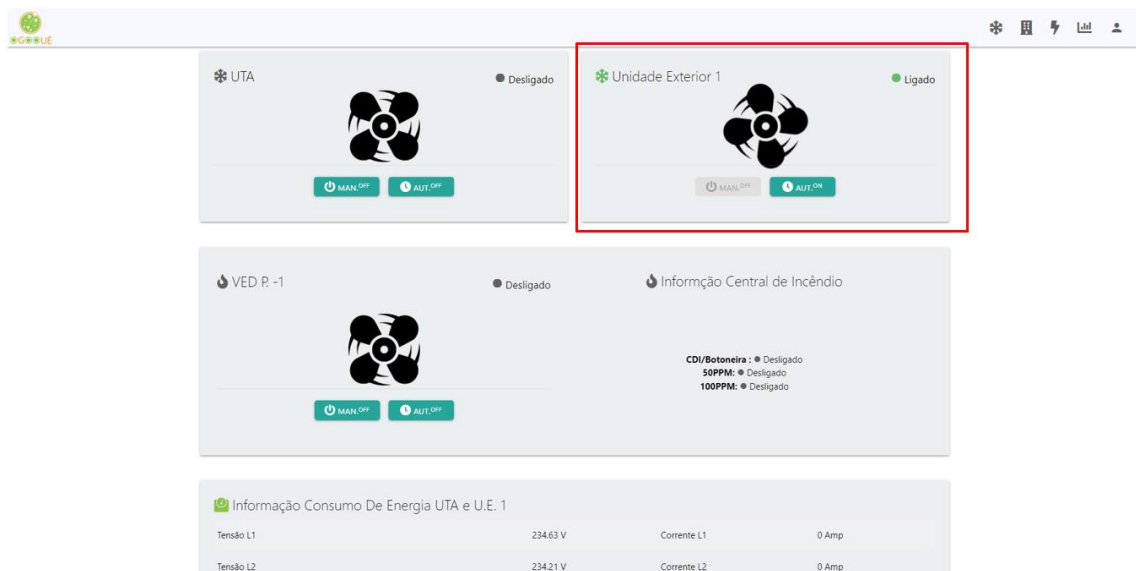 OGOOUÉ
UTA
Desligado
MAN.OFF
AUT.OFF
Unidade Exterior 1
Ligado
MAN.OFF
AUT.ON
VED P. -1
Desligado
MAN.OFF
AUT.OFF
Informção Central de Incêndio
CDI/Botoneira : Desligado
50PPM: Desligado
100PPM: Desligado
Informação Consumo De Energia UTA e U.E. 1
Tensão L1 234.63 V Corrente L1 0 Amp
Tensão L2 234.21 V Corrente L2 0 Amp